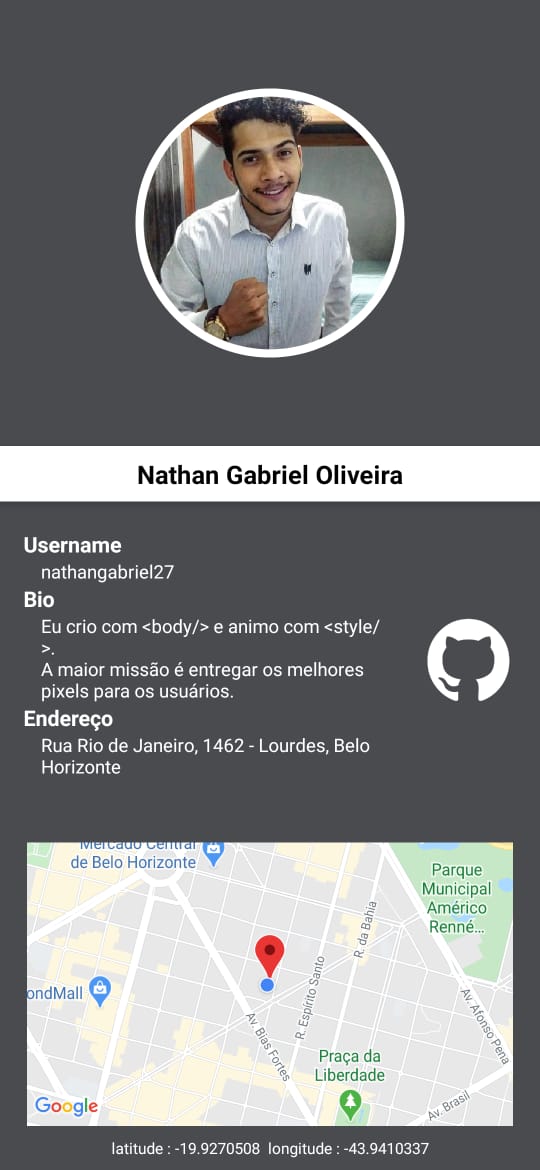 Nathan Gabriel Oliveira
Username
nathangabriel27
Bio
Eu crio com <body/> e animo com <style/
>.
A maior missão é entregar os melhores
pixels para os usuários.
Endereço
Rua Rio de Janeiro, 1462 - Lourdes, Belo
Horizonte
Mercado Central
de Belo Horizonte
Parque
Municipal
Américo
Renné...
R. da Bahia
ondMall
R. Espírito Santo
Av. Afonso Pena
Av. Bias Fortes
Praça da
Liberdade
Av. Brasil
Google
latitude : -19.9270508 longitude : -43.9410337